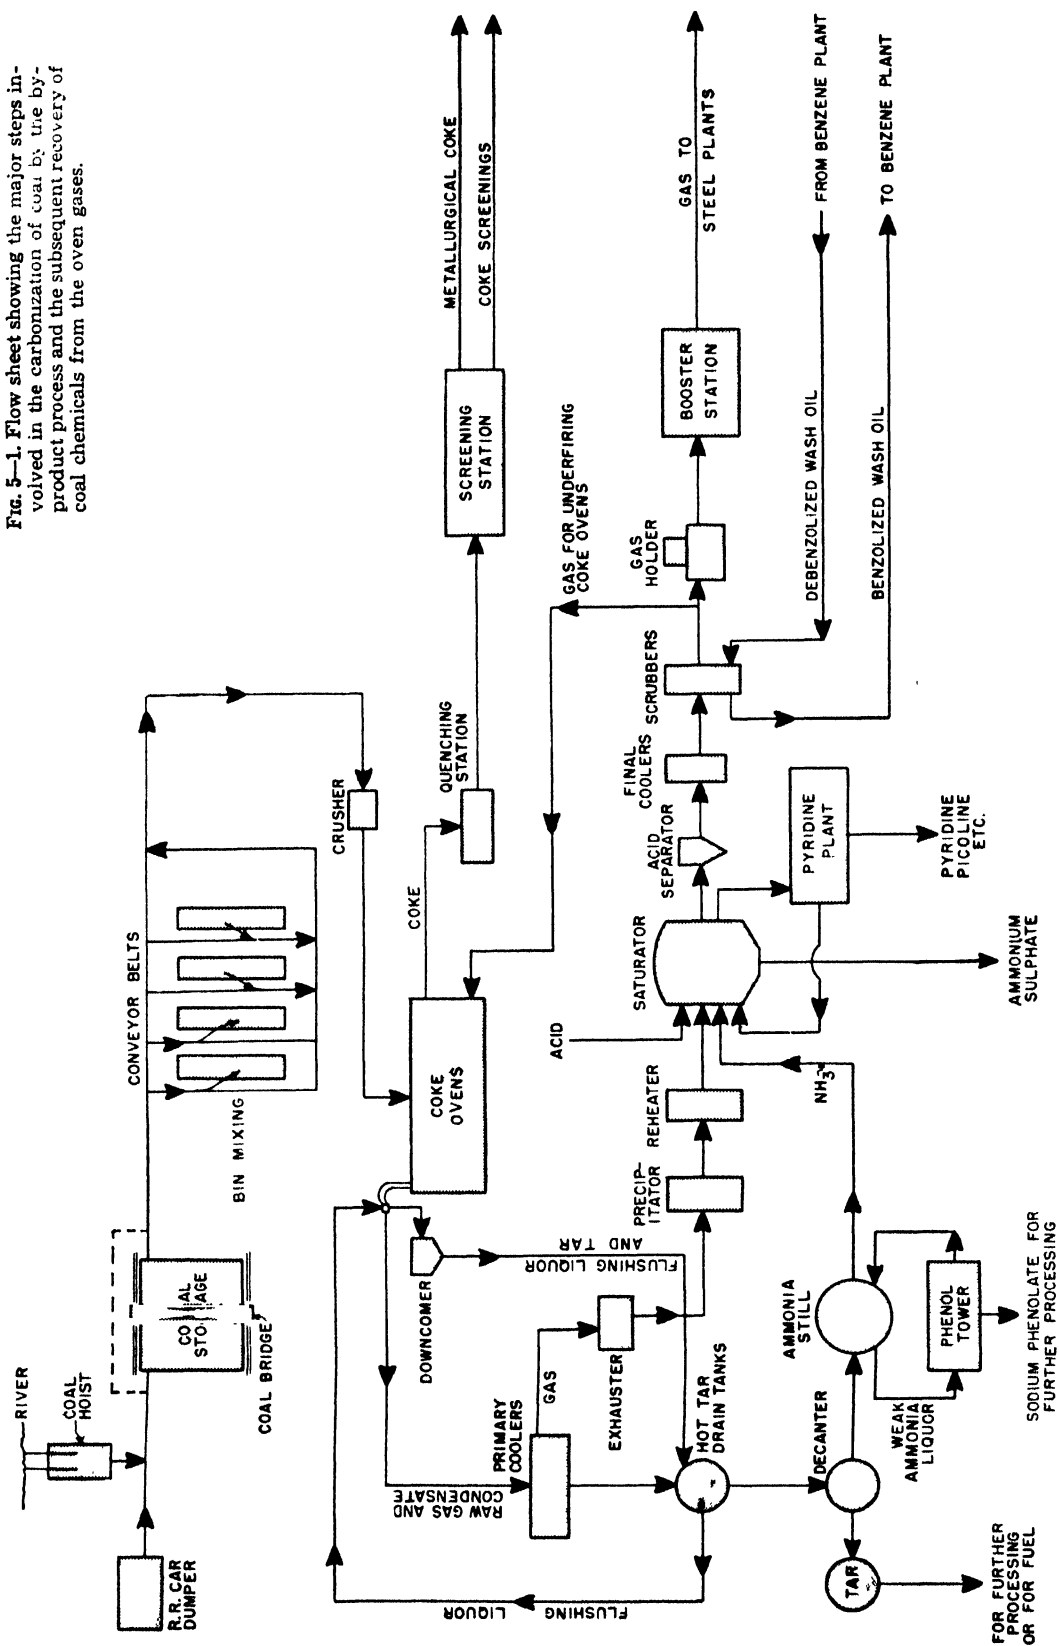 FIG. 5—1. Flow sheet showing the major steps in-
volved in the carbonization of coal by the by-
product process and the subsequent recovery of
coal chemicals from the oven gases.
RIVER
COAL
HOIST
R.R. CAR
DUMPER
COAL
STORAGE
COAL BRIDGE
BIN MIXING
CONVEYOR BELTS
CRUSHER
COKE
OVENS
COKE
QUENCHING
STATION
SCREENING
STATION
METALLURGICAL COKE
COKE SCREENINGS
DOWNCOMER
FLUSHING LIQUOR
AND TAR
RAW GAS AND
CONDENSATE
FLUSHING
LIQUOR
PRIMARY
COOLERS
GAS
EXHAUSTER
HOT TAR
DRAIN TANKS
PRECIP-
ITATOR
REHEATER
ACID
SATURATOR
ACID
SEPARATOR
FINAL
COOLERS
SCRUBBERS
GAS FOR UNDERFIRING
COKE OVENS
GAS
HOLDER
BOOSTER
STATION
GAS TO
STEEL PLANTS
DEBENZOLIZED WASH OIL
FROM BENZENE PLANT
BENZOLIZED WASH OIL
TO BENZENE PLANT
PYRIDINE
PLANT
PYRIDINE
PICOLINE
ETC.
AMMONIUM
SULPHATE
NH3
DECANTER
AMMONIA
STILL
WEAK
AMMONIA
LIQUOR
PHENOL
TOWER
SODIUM PHENOLATE FOR
FURTHER PROCESSING
TAR
FOR FURTHER
PROCESSING
OR FOR FUEL